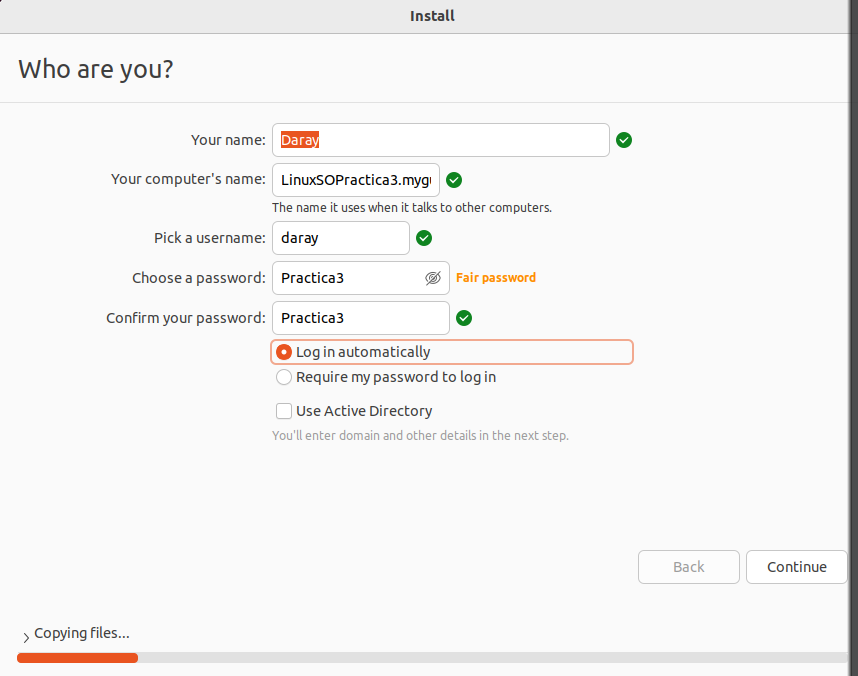 Install
Who are you?
Your name: Daray
Your computer's name: LinuxSOPractica3.mygu
The name it uses when it talks to other computers.
Pick a username: daray
Choose a password: Practica3 Fair password
Confirm your password: Practica3
Log in automatically
Require my password to log in
Use Active Directory
You'll enter domain and other details in the next step.
Back Continue
Copying files...